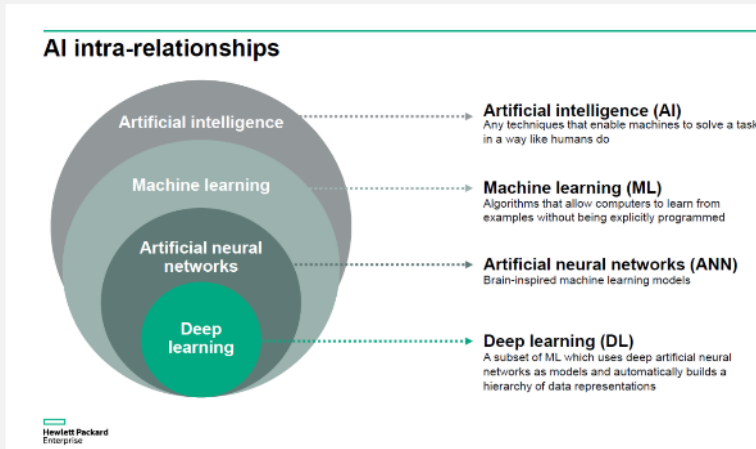 AI intra-relationships
Artificial intelligence
Machine learning
Artificial neural
networks
Deep
learning
Artificial intelligence (AI)
Any techniques that enable machines to solve a task
in a way like humans do
Machine learning (ML)
Algorithms that allow computers to learn from
examples without being explicitly programmed
Artificial neural networks (ANN)
Brain-inspired machine learning models
Deep learning (DL)
A subset of ML which uses deep artificial neural
networks as models and automatically builds a
hierarchy of data representations
Hewlett Packard
Enterprise